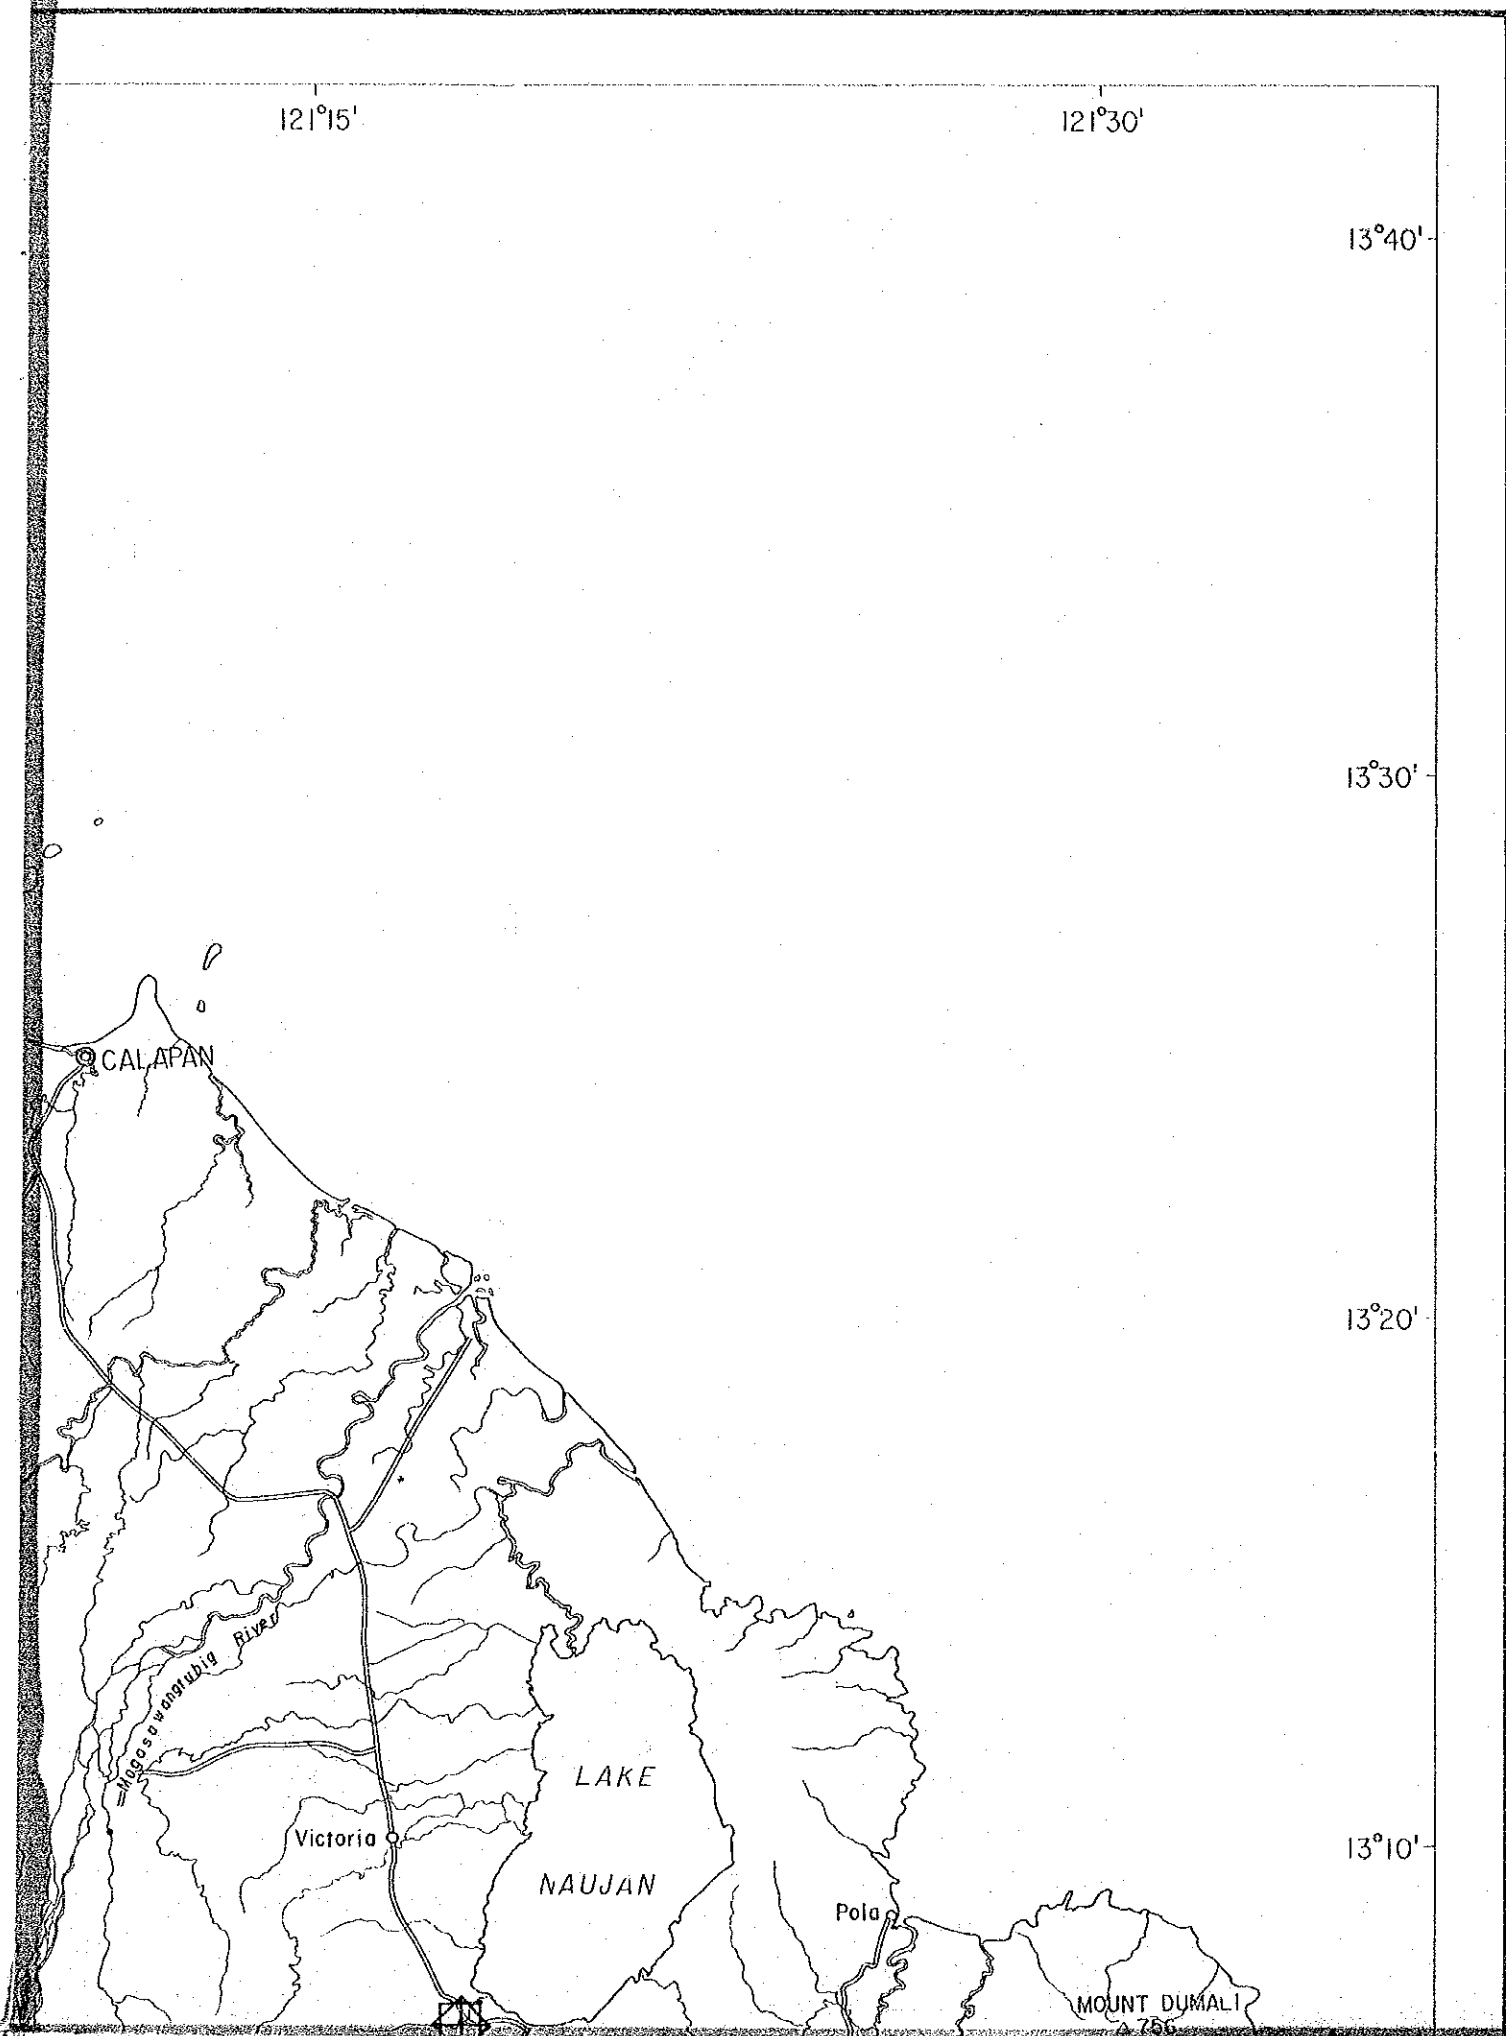 121°15'
121°30'
13°40'
13°30'
CALAPAN
13°20'
Magasawangtubig River
LAKE
Victoria
13°10'
NAUJAN
Pola
MOUNT DUMALI